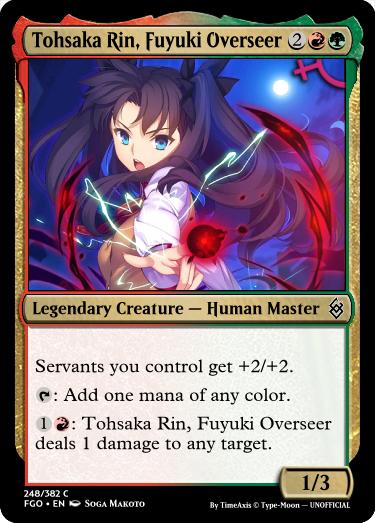 Tohsaka Rin, Fuyuki Overseer 2
Legendary Creature — Human Master
Servants you control get +2/+2.
: Add one mana of any color.
1 : Tohsaka Rin, Fuyuki Overseer
deals 1 damage to any target.
1/3
248/382 C
FGO • EN Soga Makoto
By TimeAxis © Type-Moon — UNOFFICIAL